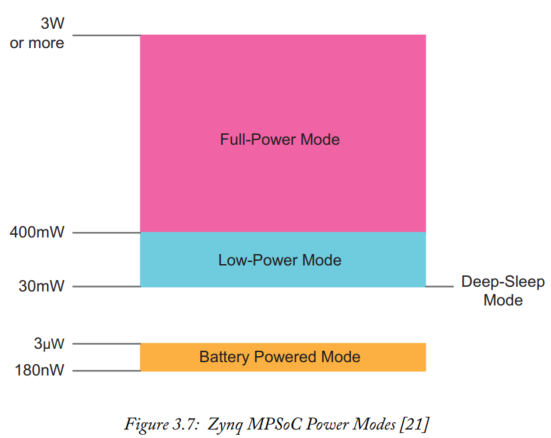 3W
or more
Full-Power Mode
400mW
Low-Power Mode
30mW
Deep-Sleep
Mode
3µW
Battery Powered Mode
180nW
Figure 3.7: Zynq MPSoC Power Modes [21]